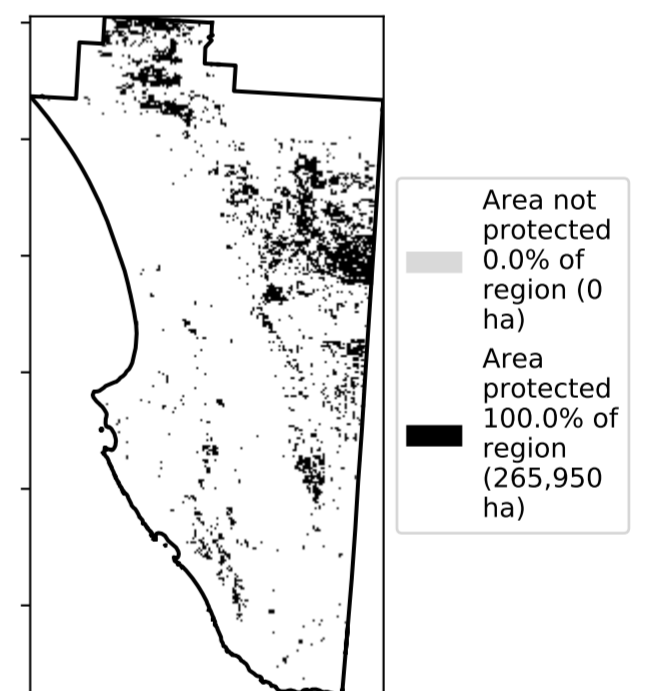 Area not
protected
0.0% of
region (0
ha)
Area
protected
100.0% of
region
(265,950
ha)